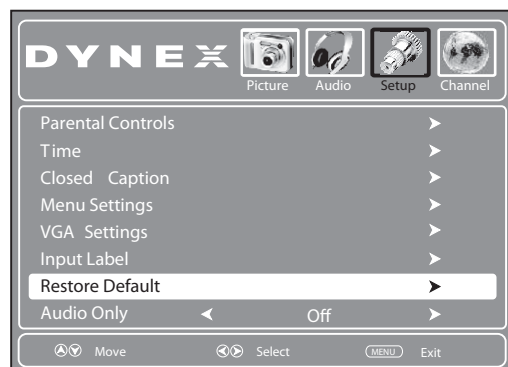 DYNEX
Picture Audio Setup Channel
Parental Controls
Time
Closed Caption
Menu Settings
VGA Settings
Input Label
Restore Default
Audio Only Off
Move Select MENU Exit